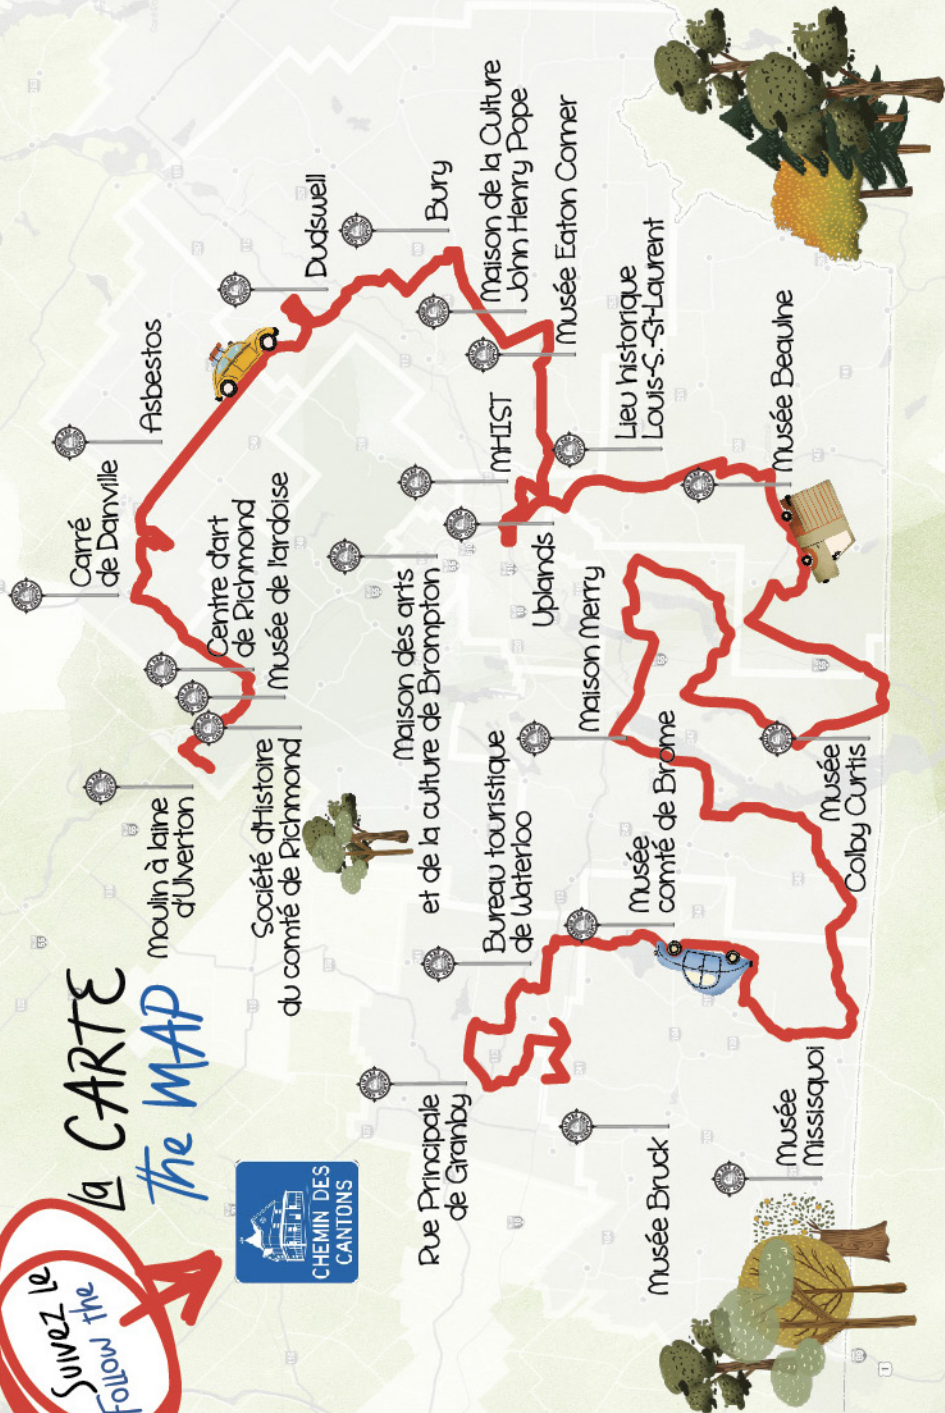 Suivez le
Follow the
la CARTE
the MAP
CHEMIN DES
CANTONS
Moulin à laine
d'Ulverton
Carré
de Danville
Asbestos
Centre d'art
de Richmond
Musée de l'ardoise
Société d'Histoire
du comté de Richmond
Dudswell
Bury
Maison de la Culture
John Henry Pope
Musée Eaton Corner
MHIST
Lieu historique
Louis-S.-St-Laurent
Uplands
Maison des arts
et de la culture de Brompton
Bureau touristique
de Waterloo
Maison Merry
Musée
comté de Brome
Musée Beaulne
Musée
Colby Curtis
Rue Principale
de Granby
Musée Bruck
Musée
Missisquoi